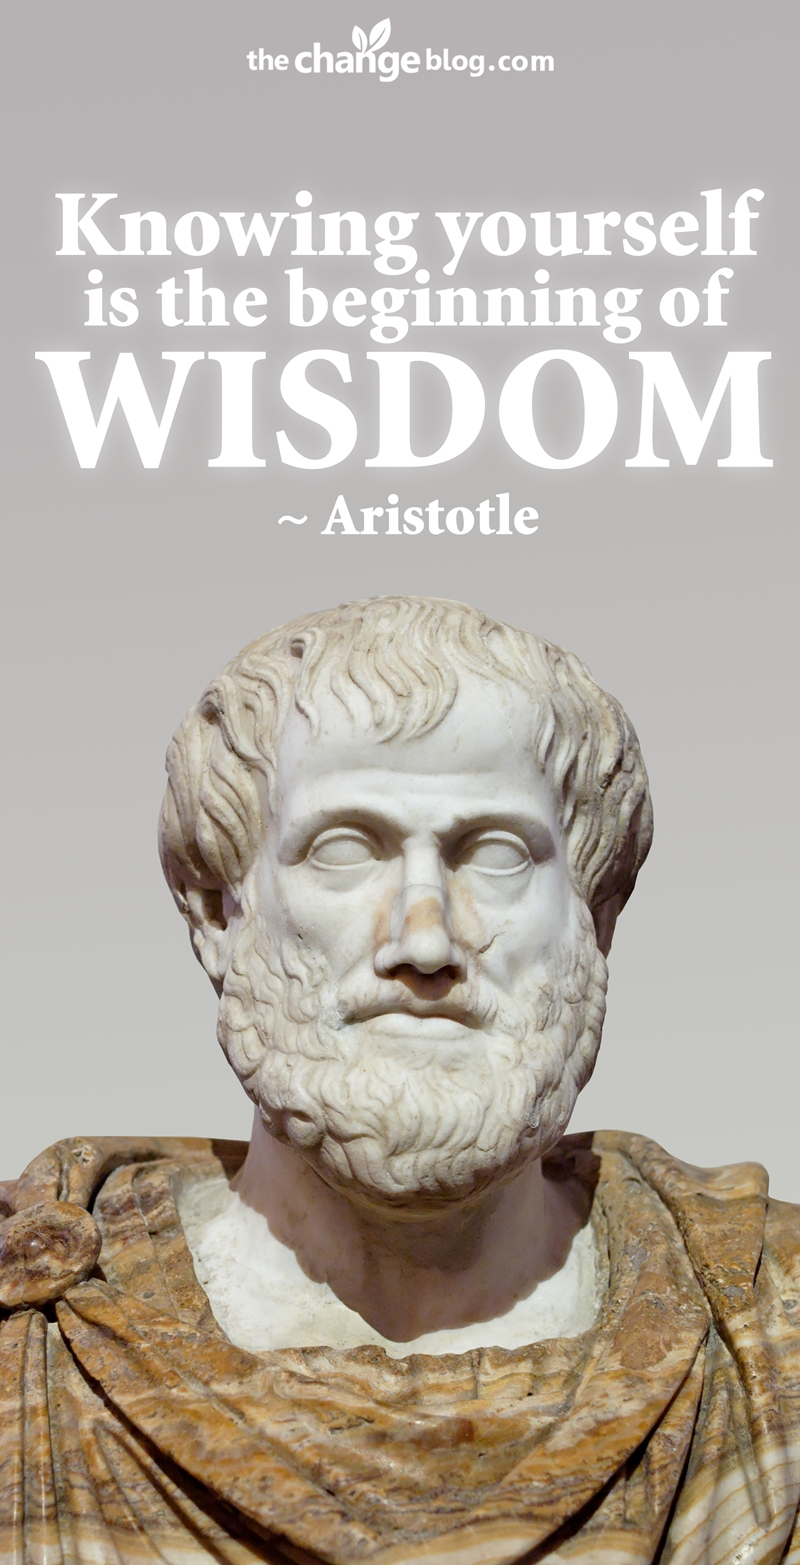 the change blog.com
Knowing yourself
is the beginning of
WISDOM
~ Aristotle